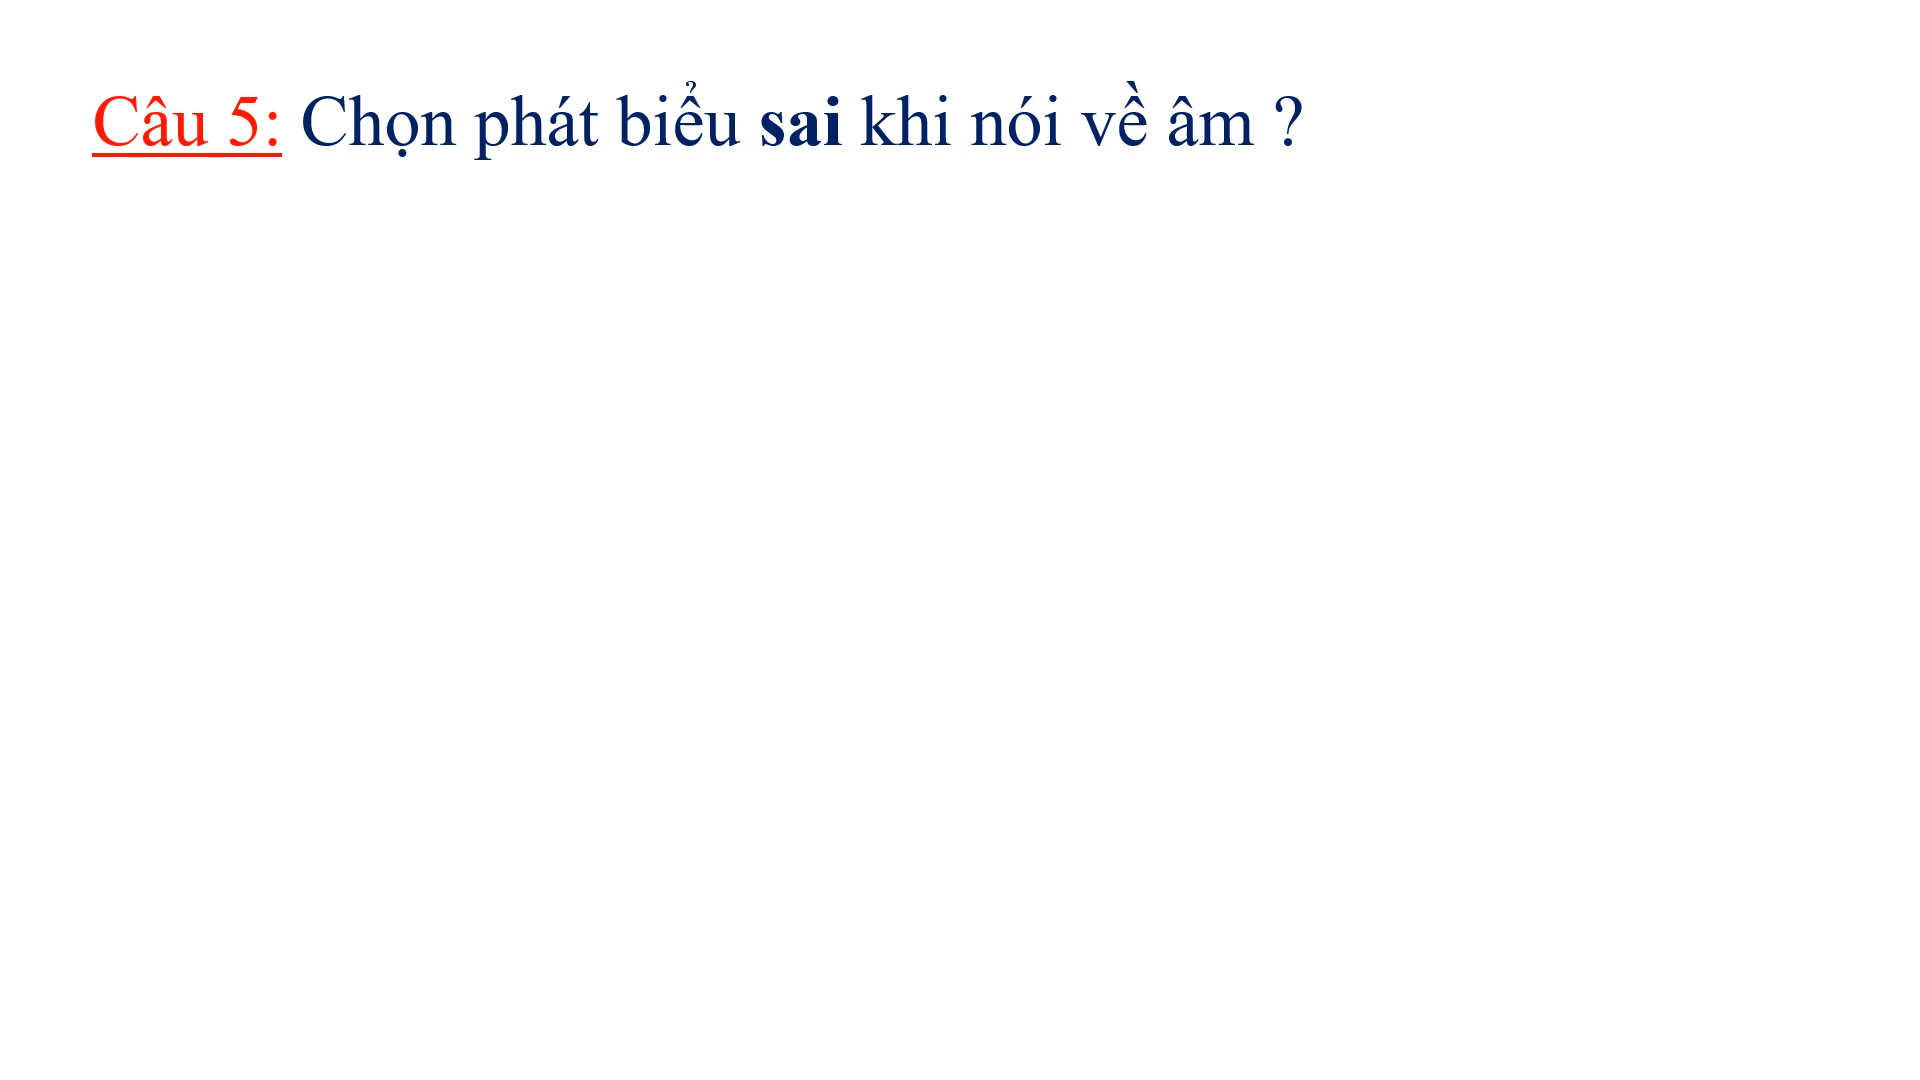 Câu 5: Chọn phát biểu sai khi nói về âm ?